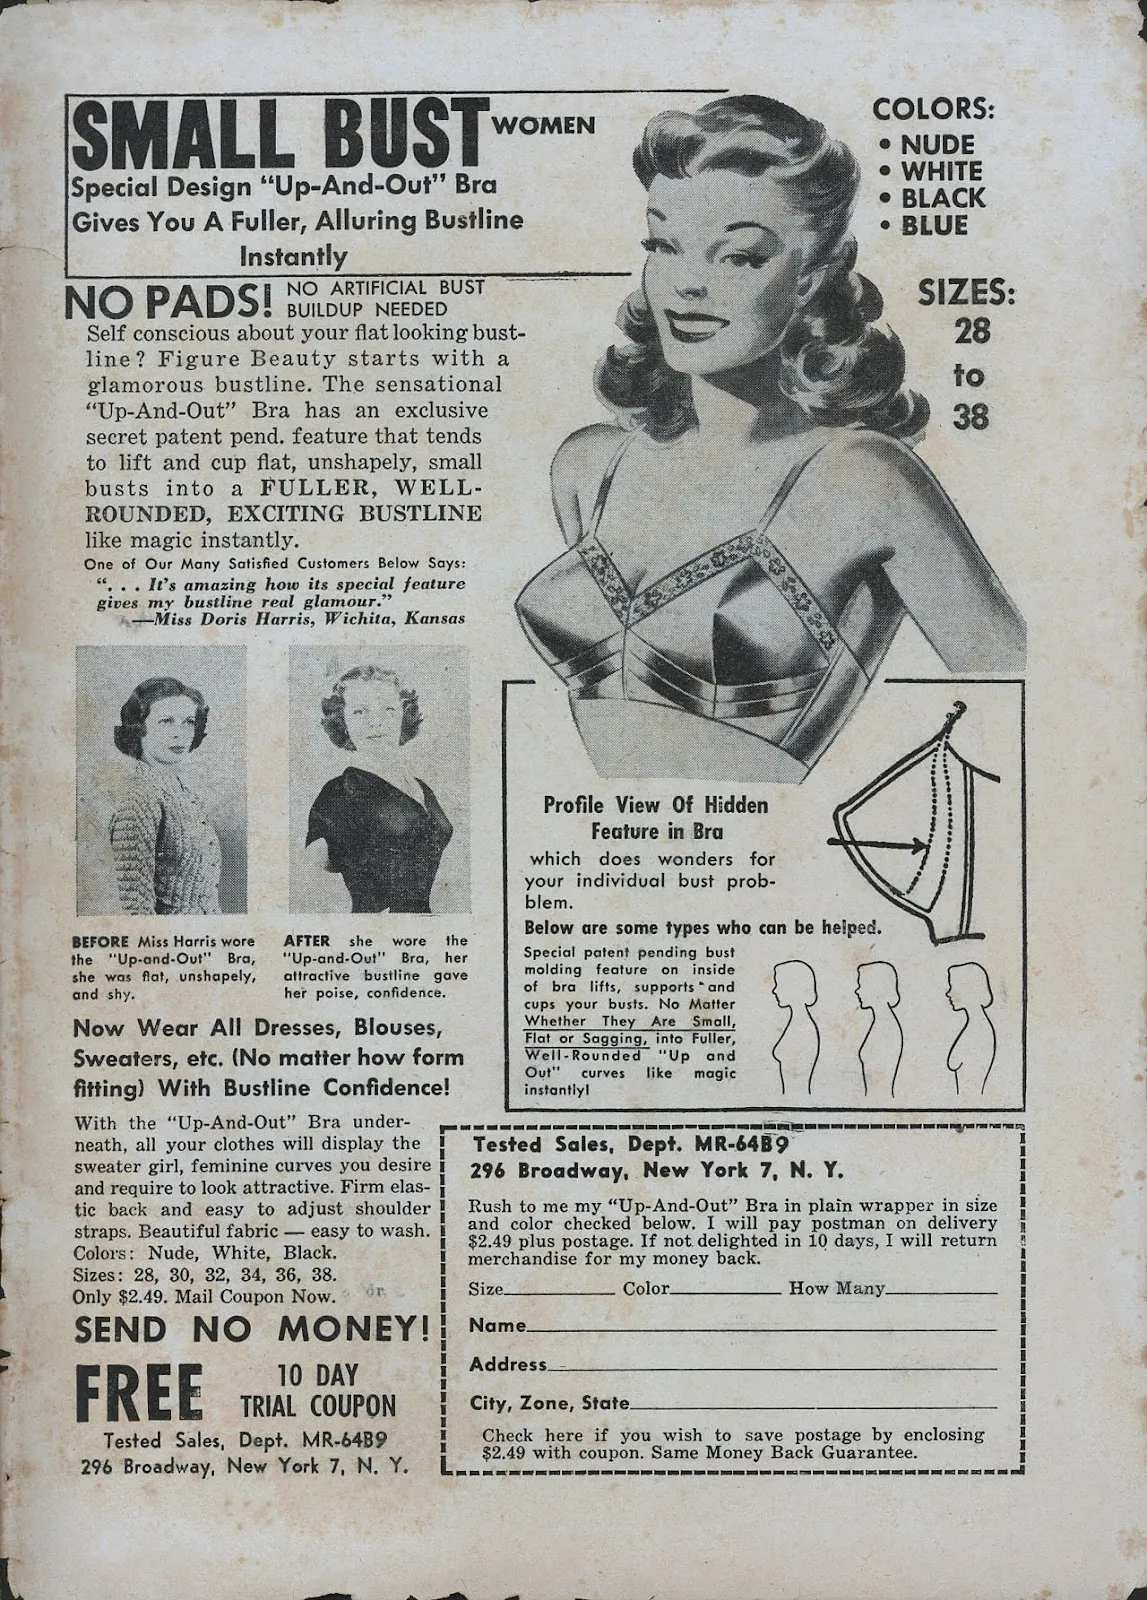 SMALL BUST WOMEN
Special Design “Up-And-Out” Bra
Gives You A Fuller, Alluring Bustline
Instantly
NO PADS! NO ARTIFICIAL BUST
BUILDUP NEEDED
Self conscious about your flat looking bust-
line? Figure Beauty starts with a
glamorous bustline. The sensational
“Up-And-Out” Bra has an exclusive
secret patent pend. feature that tends
to lift and cup flat, unshapely, small
busts into a FULLER, WELL-
ROUNDED, EXCITING BUSTLINE
like magic instantly.
One of Our Many Satisfied Customers Below Says:
“. . . It's amazing how its special feature
gives my bustline real glamour.”
—Miss Doris Harris, Wichita, Kansas
COLORS:
• NUDE
• WHITE
• BLACK
• BLUE
SIZES:
28
to
38
BEFORE Miss Harris wore
the "Up-and-Out" Bra,
she was flat, unshapely,
and shy.
AFTER she wore the
"Up-and-Out" Bra, her
attractive bustline gave
her poise, confidence.
Now Wear All Dresses, Blouses,
Sweaters, etc. (No matter how form
fitting) With Bustline Confidence!
With the “Up-And-Out” Bra under-
neath, all your clothes will display the
sweater girl, feminine curves you desire
and require to look attractive. Firm elas-
tic back and easy to adjust shoulder
straps. Beautiful fabric — easy to wash.
Colors: Nude, White, Black.
Sizes: 28, 30, 32, 34, 36, 38.
Only $2.49. Mail Coupon Now.
SEND NO MONEY!
FREE 10 DAY
TRIAL COUPON
Tested Sales, Dept. MR-64B9
296 Broadway, New York 7, N. Y.
Profile View Of Hidden
Feature in Bra
which does wonders for
your individual bust prob-
blem.
Below are some types who can be helped.
Special patent pending bust
molding feature on inside
of bra lifts, supports and
cups your busts. No Matter
Whether They Are Small,
Flat or Sagging, into Fuller,
Well-Rounded "Up and
Out" curves like magic
instantly!
Tested Sales, Dept. MR-64B9
296 Broadway, New York 7, N. Y.
Rush to me my “Up-And-Out” Bra in plain wrapper in size
and color checked below. I will pay postman on delivery
$2.49 plus postage. If not delighted in 10 days, I will return
merchandise for my money back.
Size Color How Many
Name
Address
City, Zone, State
Check here if you wish to save postage by enclosing
$2.49 with coupon. Same Money Back Guarantee.